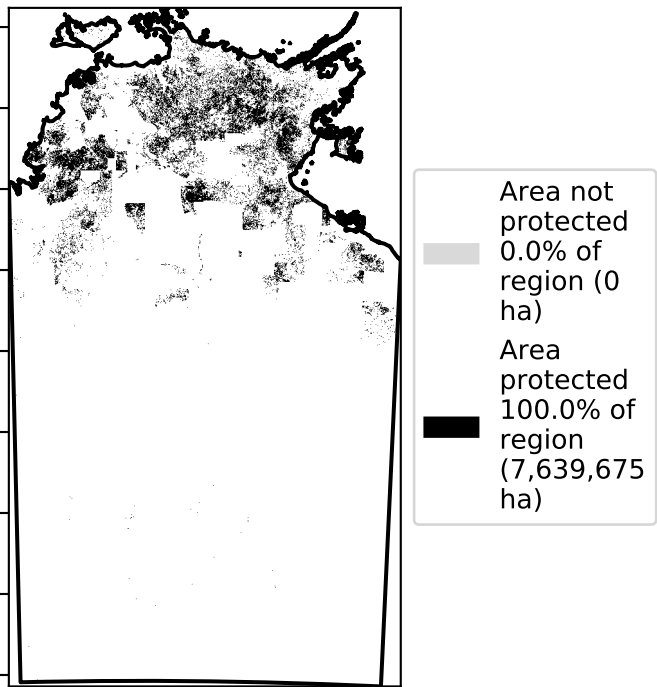 Area not
protected
0.0% of
region (0
ha)
Area
protected
100.0% of
region
(7,639,675
ha)